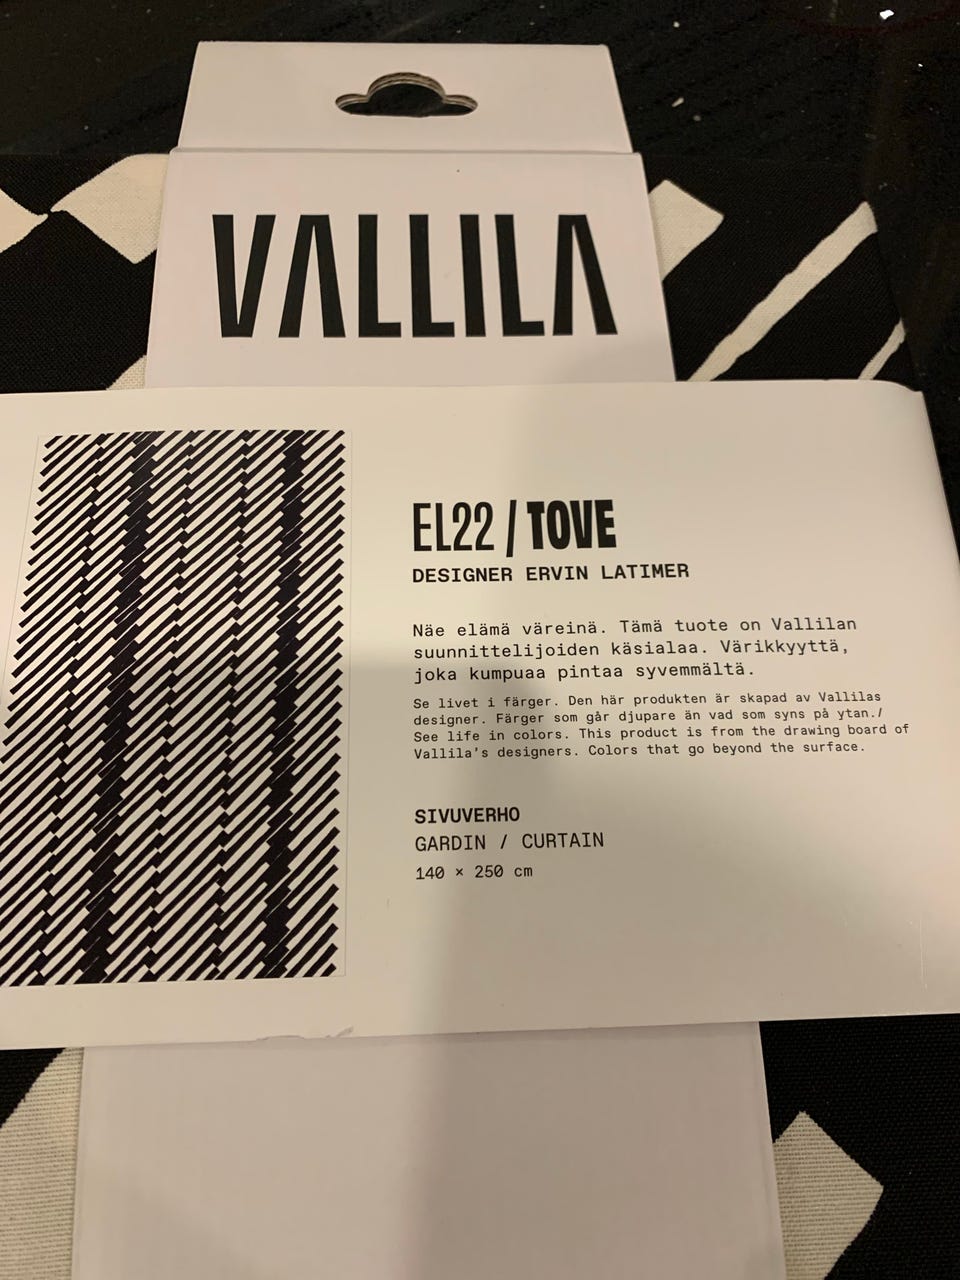 VALLILA
EL22 / TOVE
DESIGNER ERVIN LATIMER
Näe elämä väreinä. Tämä tuote on Vallilan
suunnittelijoiden käsialaa. Värikkyyttä,
joka kumpuaa pintaa syvemmältä.
Se livet i färger. Den här produkten är skapad av Vallilas
designer. Färger som går djupare än vad som syns på ytan./
See life in colors. This product is from the drawing board of
Vallila's designers. Colors that go beyond the surface.
SIVUVERHO
GARDIN / CURTAIN
140 × 250 cm